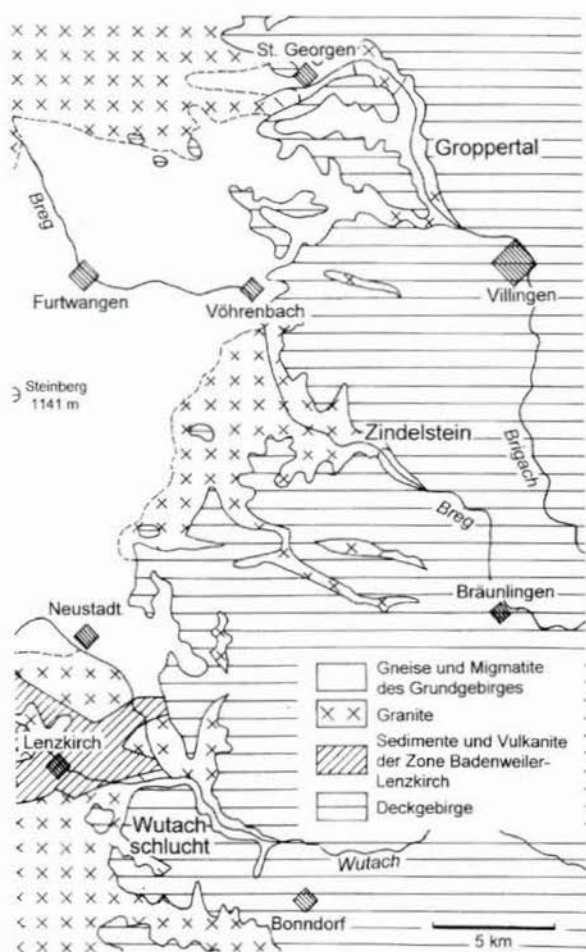 St. Georgen
Groppertal
Breg
Furtwangen
Vöhrenbach
Villingen
Steinberg
1141 m
Zindelstein
Brigach
Breg
Bräunlingen
Neustadt
Gneise und Migmatite
des Grundgebirges
Granite
Sedimente und Vulkanite
der Zone Badenweiler-
Lenzkirch
Deckgebirge
Lenzkirch
Wutach-
schlucht
Wutach
Bonndorf
5 km